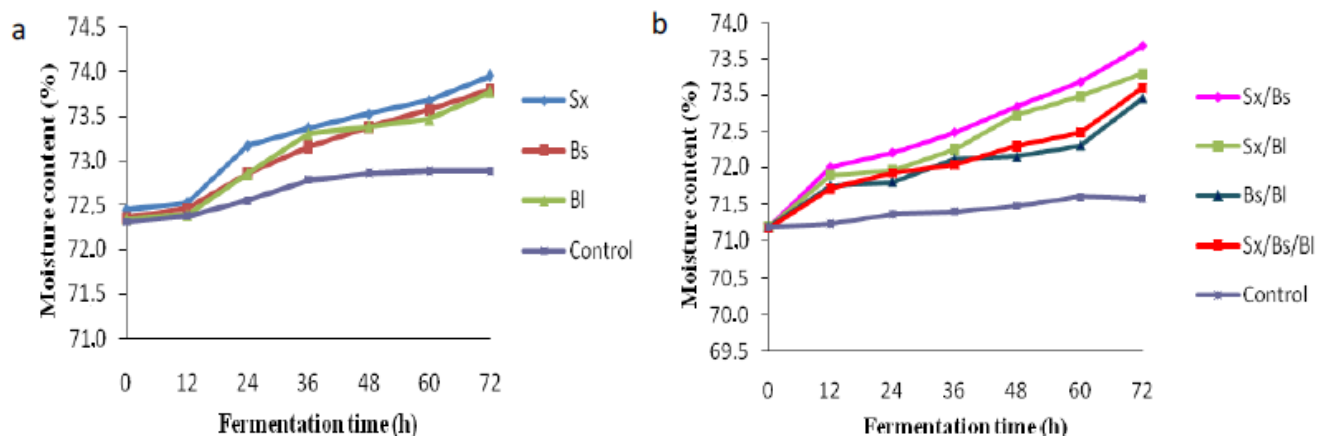 a
74.5
74.0
73.5
73.0
72.5
72.0
71.5
71.0
Moisture content (%)
0 12 24 36 48 60 72
Fermentation time (h)
Sx
Bs
Bl
Control
b
74.0
73.5
73.0
72.5
72.0
71.5
71.0
70.5
70.0
69.5
Moisture content (%)
0 12 24 36 48 60 72
Fermentation time (h)
Sx/Bs
Sx/Bl
Bs/Bl
Sx/Bs/Bl
Control